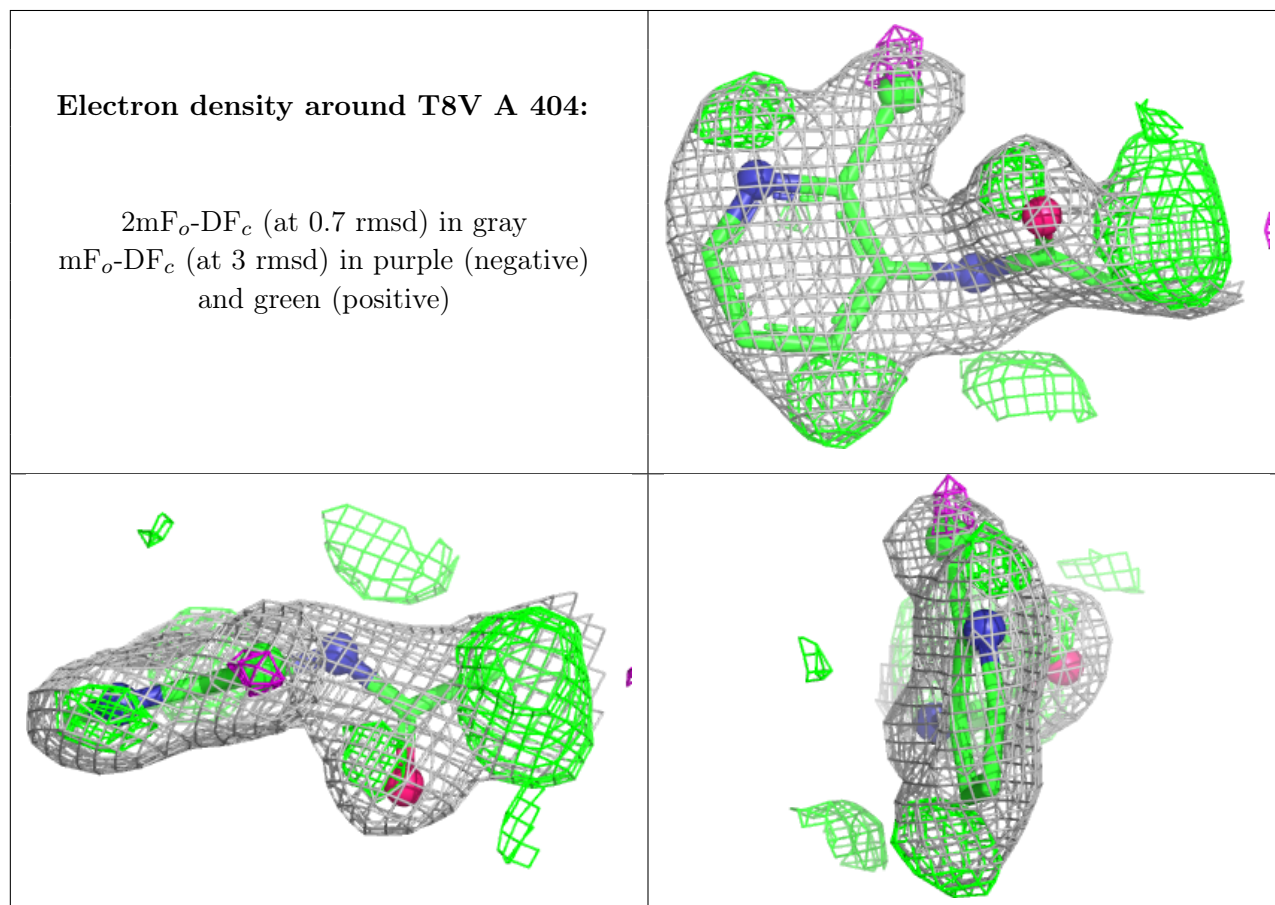 Electron density around T8V A 404:
2mFₒ-DF𝒸 (at 0.7 rmsd) in gray
mFₒ-DF𝒸 (at 3 rmsd) in purple (negative)
and green (positive)